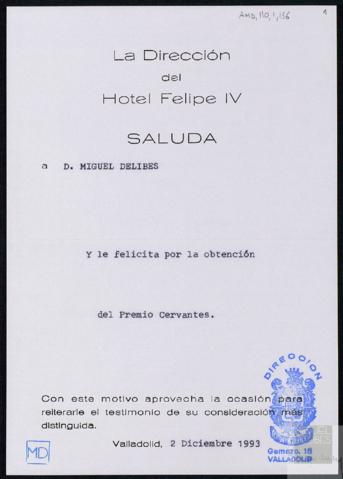 AMD, 110, 1, 156
1
La Dirección
del
Hotel Felipe IV
SALUDA
a D. MIGUEL DELIBES
Y le felicita por la obtención
del Premio Cervantes.
DIRECCION
Con este motivo aprovecha la ocasión para
reiterarle el testimonio de su consideración más
distinguida.
Gamazo, 16
VALLADOLID
Valladolid, 2 Diciembre 1993
MD